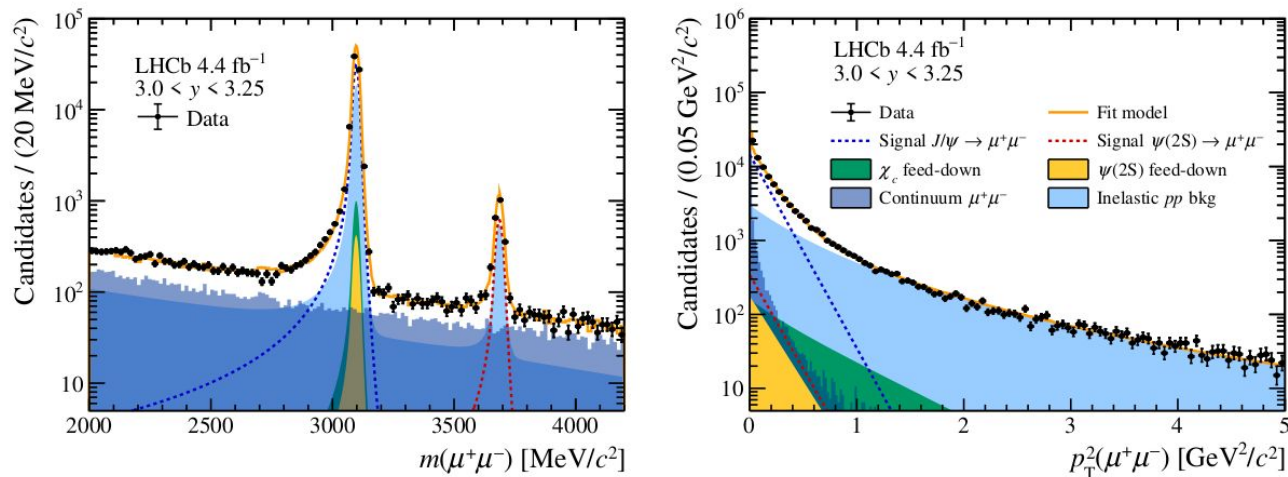 Candidates / (20 MeV/c²)
10⁵
10⁴
10³
10²
10
LHCb 4.4 fb⁻¹
3.0 < y < 3.25
Data
2000 2500 3000 3500 4000
m(μ⁺μ⁻) [MeV/c²]
Candidates / (0.05 GeV²/c²)
10⁶
10⁵
10⁴
10³
10²
10
LHCb 4.4 fb⁻¹
3.0 < y < 3.25
Data Fit model
Signal J/ψ → μ⁺μ⁻ Signal ψ(2S) → μ⁺μ⁻
χ_c feed-down ψ(2S) feed-down
Continuum μ⁺μ⁻ Inelastic pp bkg
0 1 2 3 4 5
p_T²(μ⁺μ⁻) [GeV²/c²]